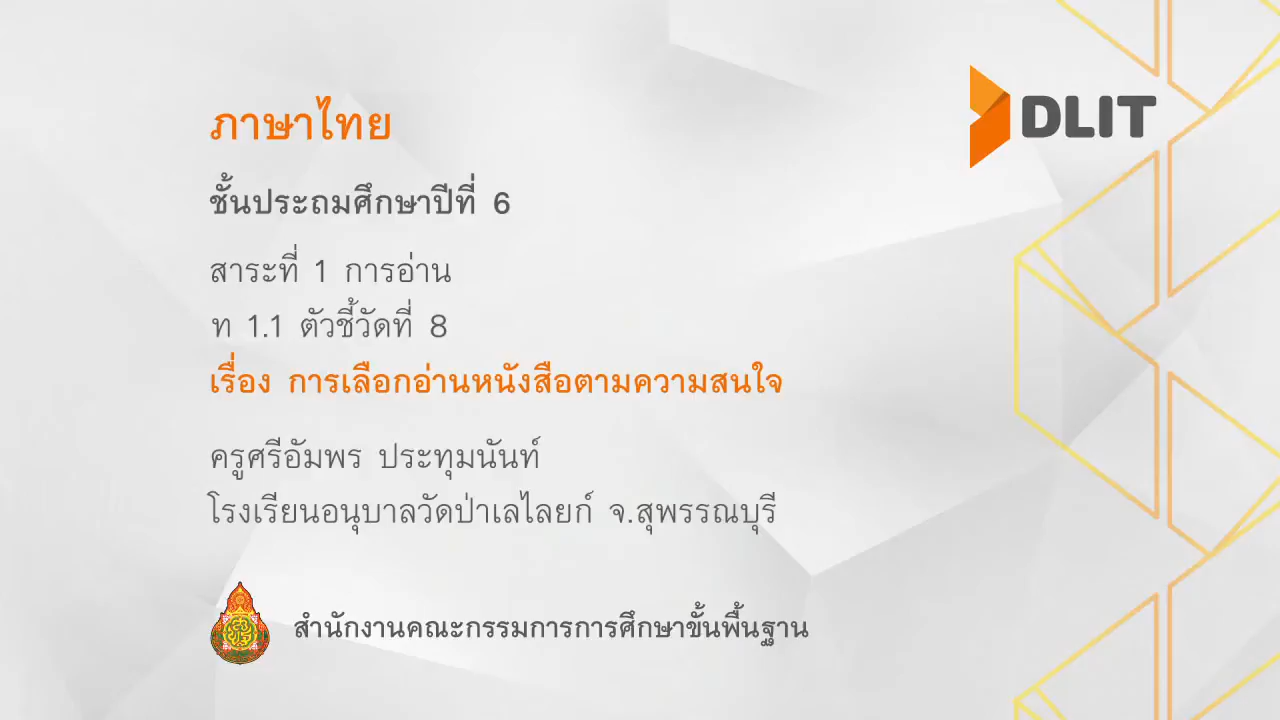 ภาษาไทย
DLIT
ชั้นประถมศึกษาปีที่ 6
สาระที่ 1 การอ่าน
ท 1.1 ตัวชี้วัดที่ 8
เรื่อง การเลือกอ่านหนังสือตามความสนใจ
ครูศรีอัมพร ประทุมนันท์
โรงเรียนอนุบาลวัดป่าเลไลยก์ จ.สุพรรณบุรี
สำนักงานคณะกรรมการการศึกษาขั้นพื้นฐาน